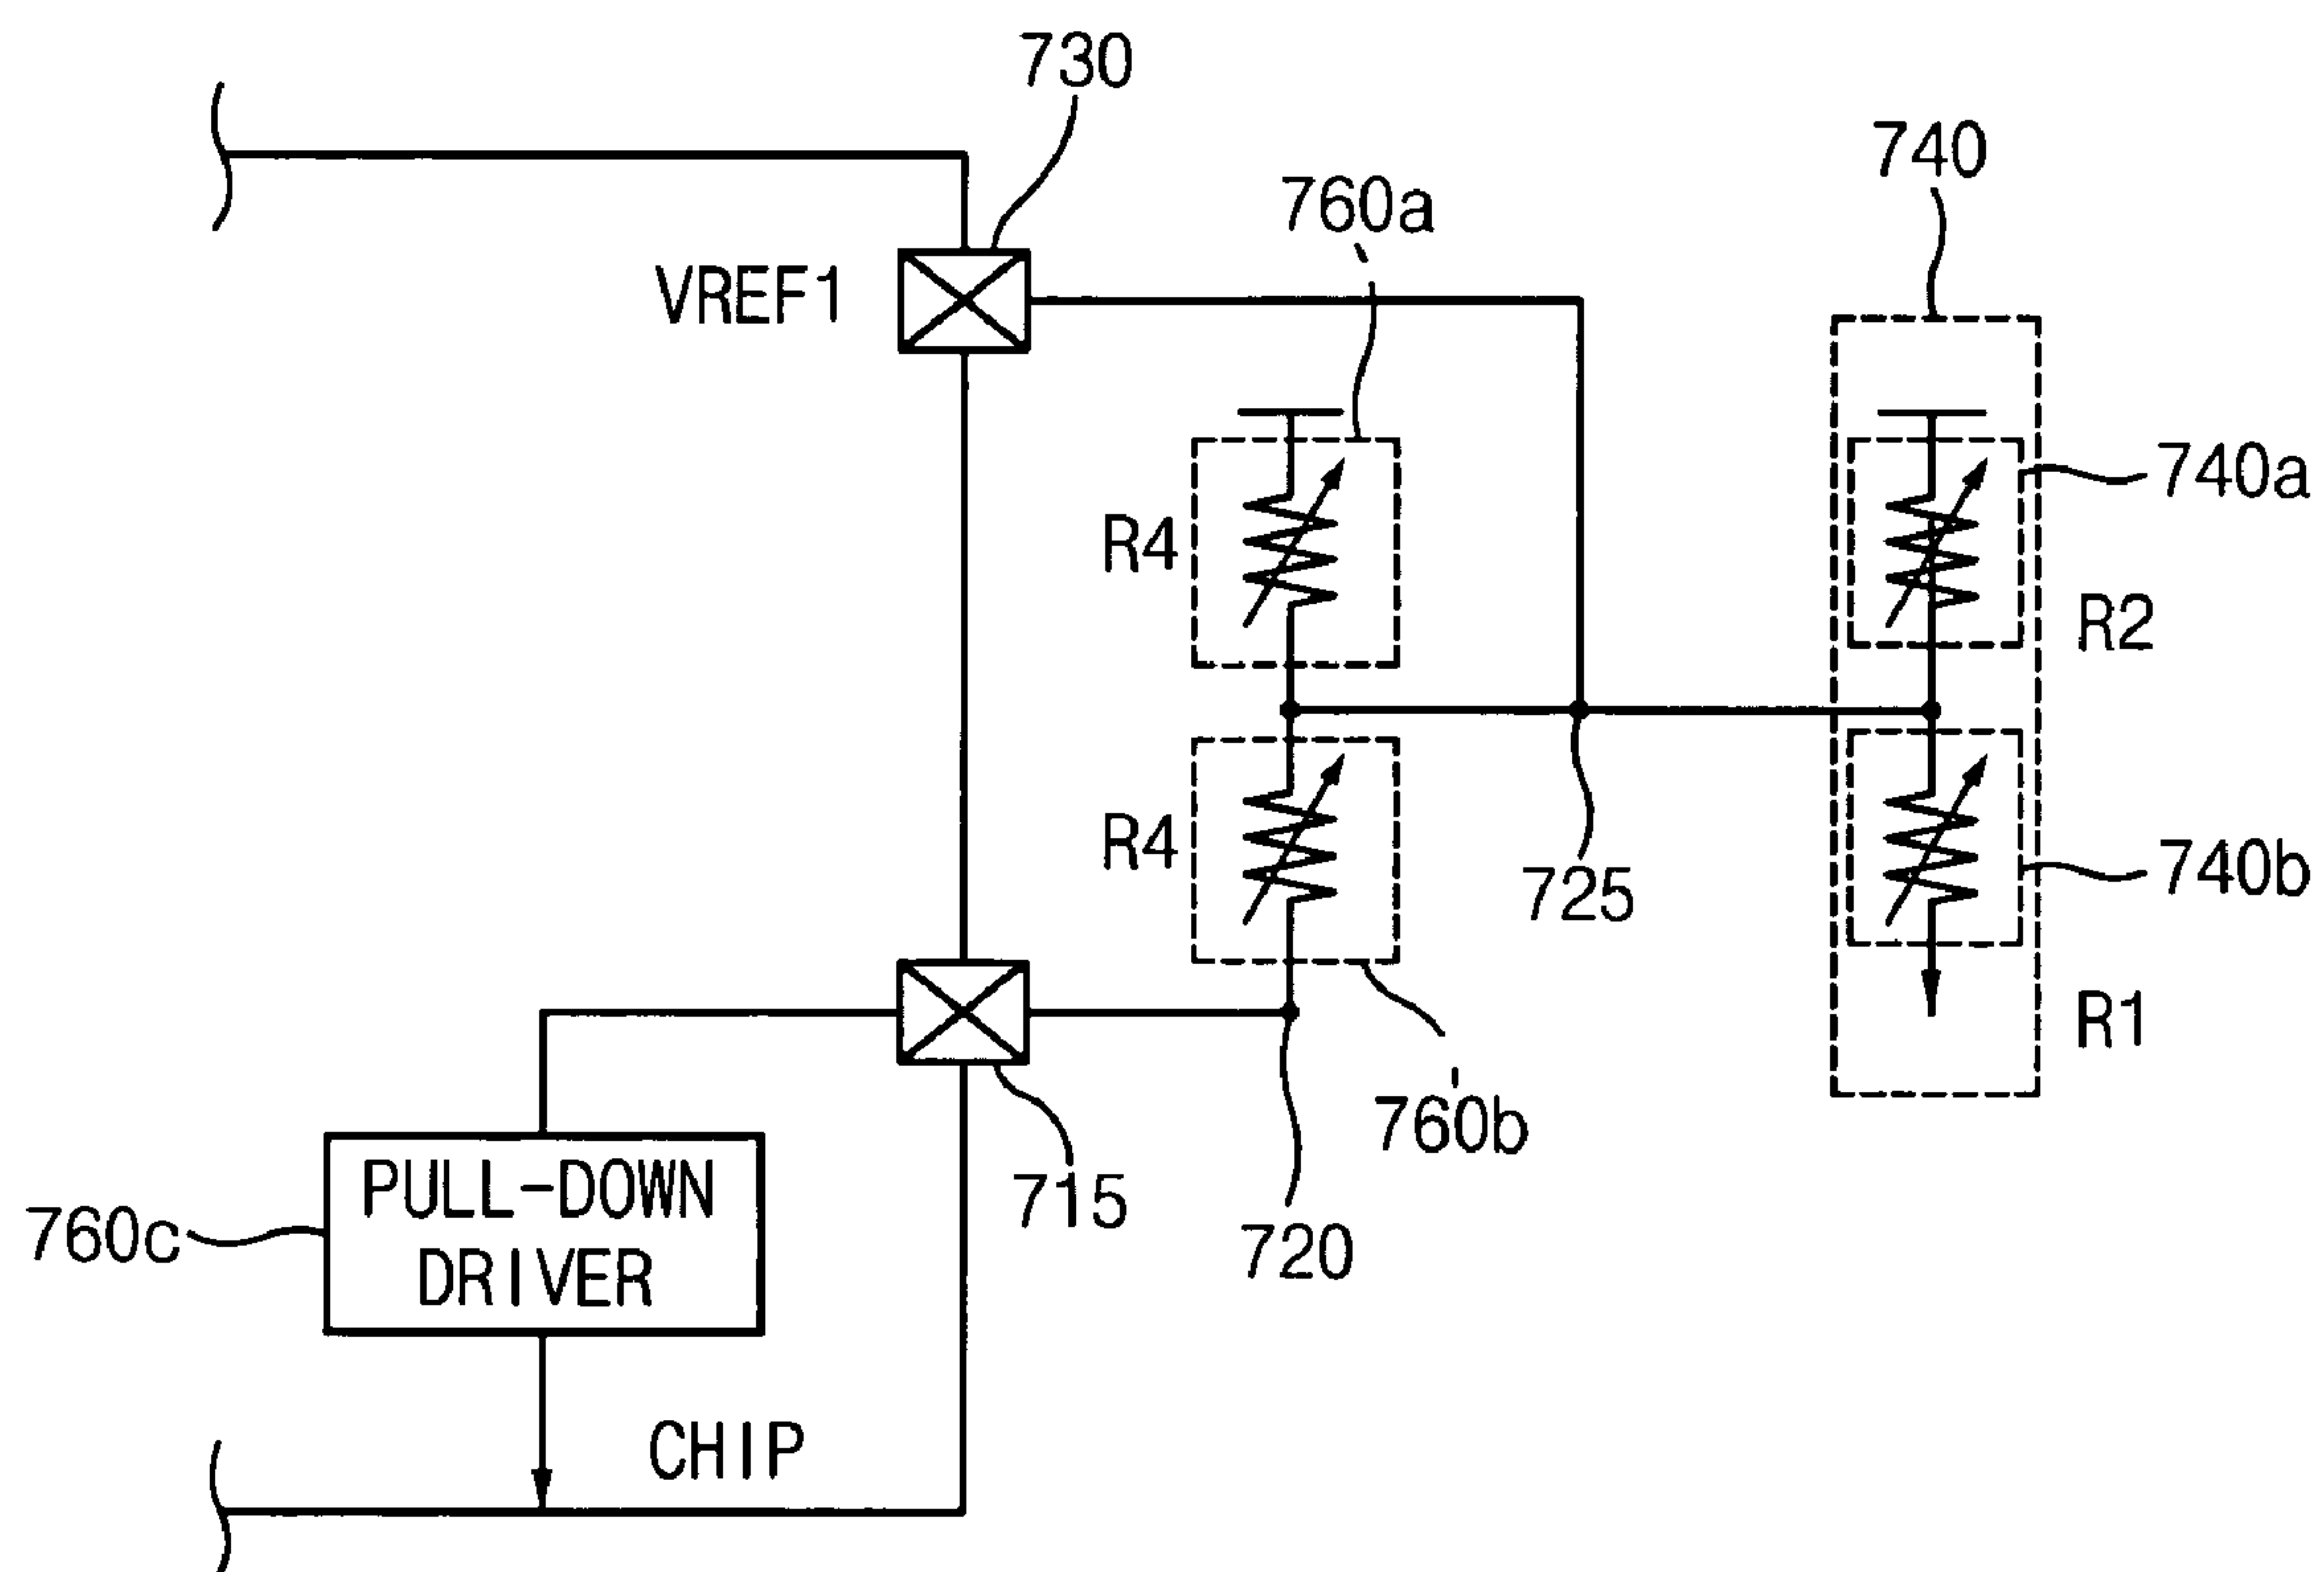 730
740
760a
VREF1
740a
R4
R2
R4
740b
725
R1
760b
PULL-DOWN
DRIVER
715
760c
720
CHIP